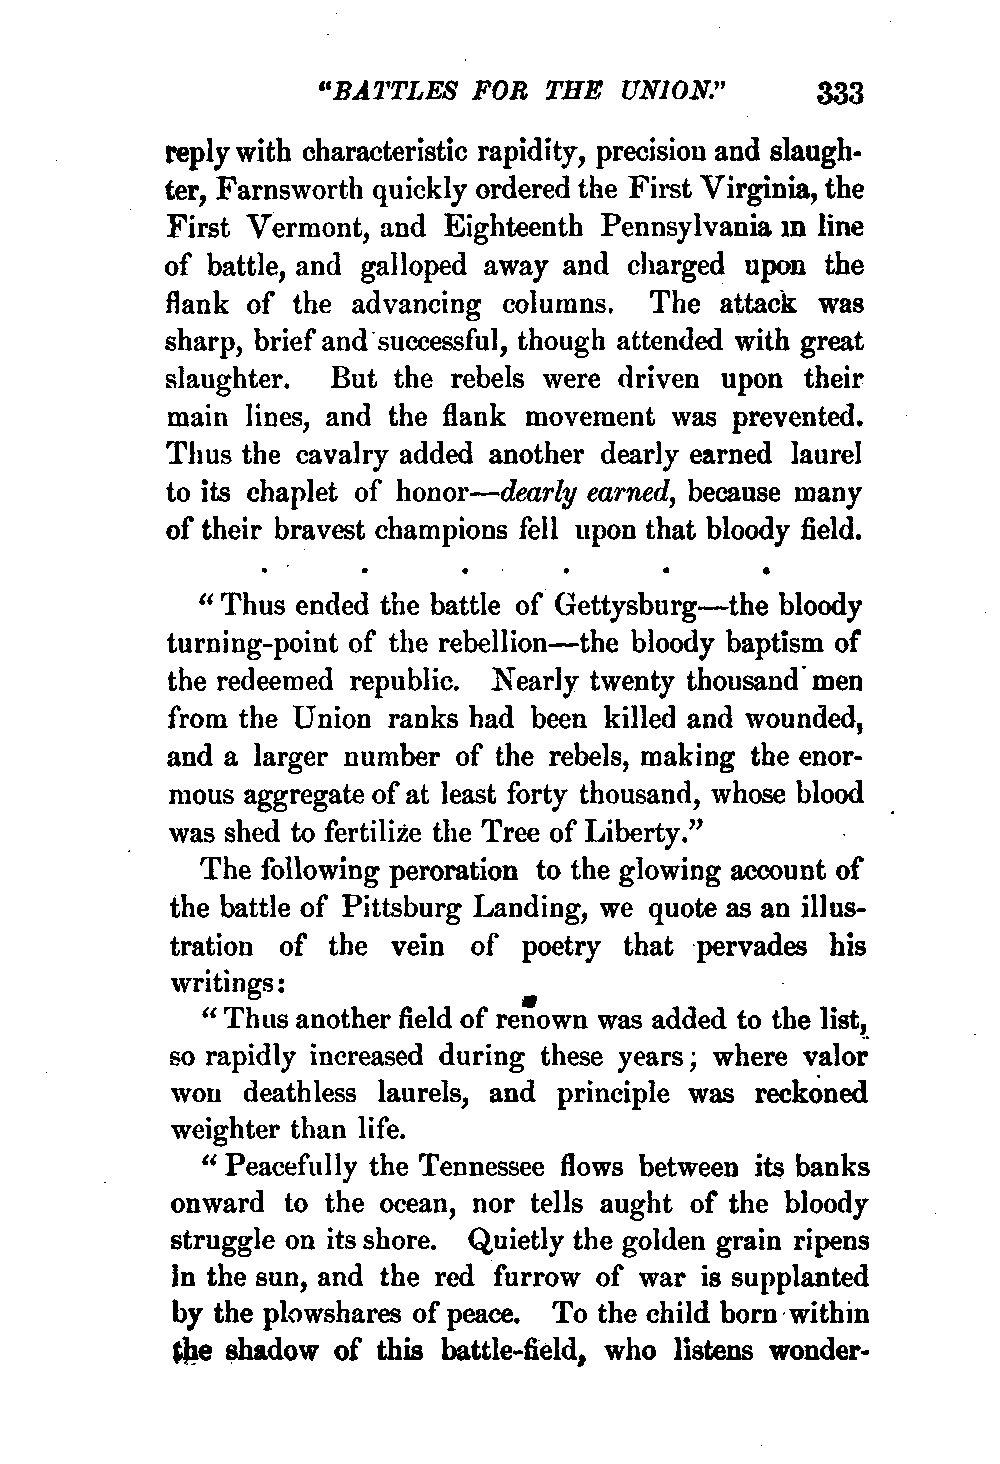 "BATTLES FOR THE UNION." 333
reply with characteristic rapidity, precision and slaugh-
ter, Farnsworth quickly ordered the First Virginia, the
First Vermont, and Eighteenth Pennsylvania in line
of battle, and galloped away and charged upon the
flank of the advancing columns. The attack was
sharp, brief and successful, though attended with great
slaughter. But the rebels were driven upon their
main lines, and the flank movement was prevented.
Thus the cavalry added another dearly earned laurel
to its chaplet of honor—dearly earned, because many
of their bravest champions fell upon that bloody field.
. . . . . .
"Thus ended the battle of Gettysburg—the bloody
turning-point of the rebellion—the bloody baptism of
the redeemed republic. Nearly twenty thousand men
from the Union ranks had been killed and wounded,
and a larger number of the rebels, making the enor-
mous aggregate of at least forty thousand, whose blood
was shed to fertilize the Tree of Liberty."
The following peroration to the glowing account of
the battle of Pittsburg Landing, we quote as an illus-
tration of the vein of poetry that pervades his
writings:
"Thus another field of renown was added to the list,
so rapidly increased during these years; where valor
won deathless laurels, and principle was reckoned
weighter than life.
"Peacefully the Tennessee flows between its banks
onward to the ocean, nor tells aught of the bloody
struggle on its shore. Quietly the golden grain ripens
in the sun, and the red furrow of war is supplanted
by the plowshares of peace. To the child born within
the shadow of this battle-field, who listens wonder-